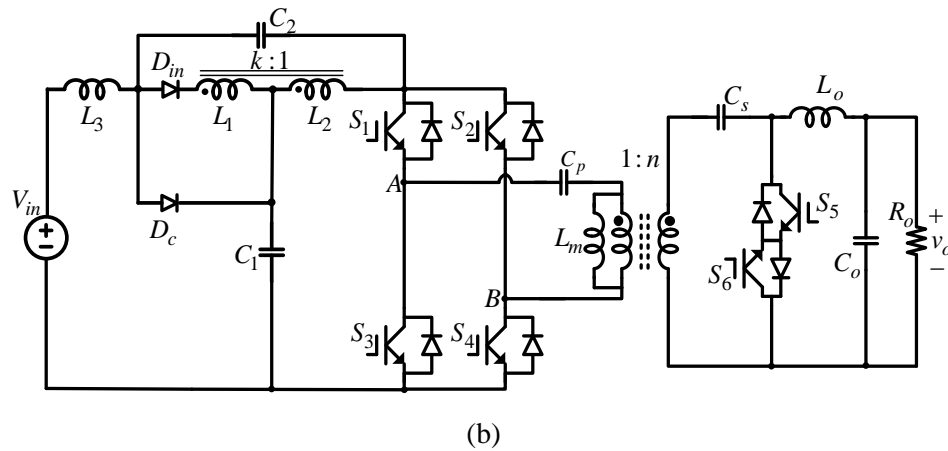 C2
Din
k:1
L3
L1
L2
S1
S2
Cs
Lo
Cp
1:n
A
Vin
Dc
S5
Ro
+
vo
−
Lm
C1
S6
Co
B
S3
S4
(b)